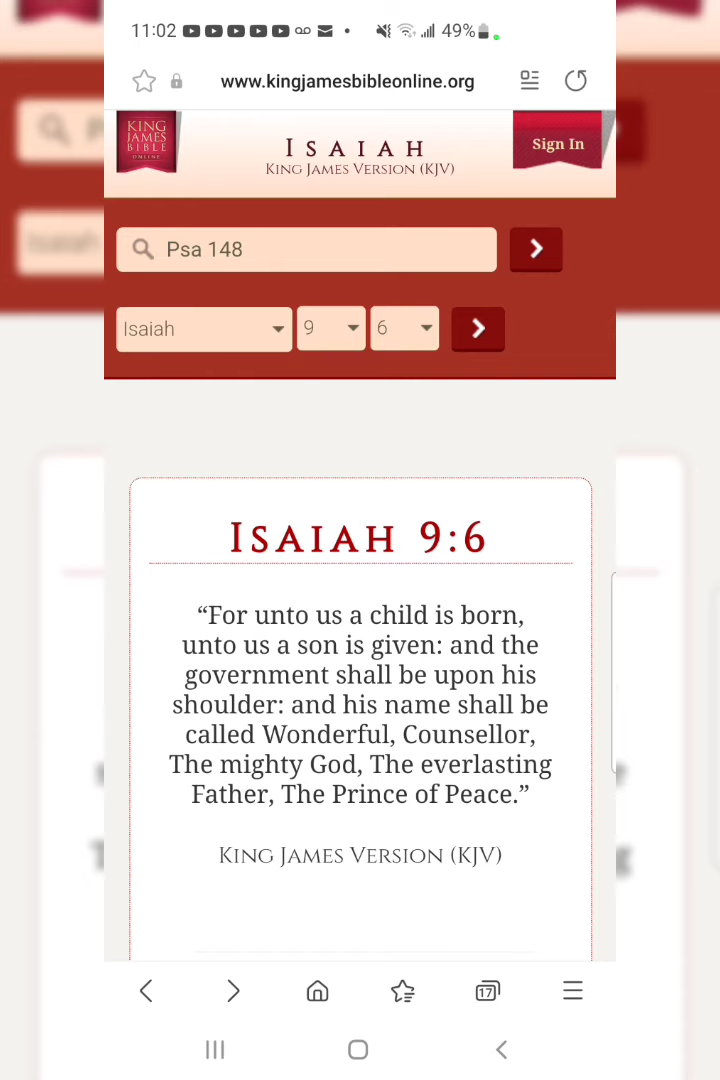 11:02
49%
www.kingjamesbibleonline.org
KING
JAMES
BIBLE
ONLINE
ISAIAH
KING JAMES VERSION (KJV)
Sign In
Psa 148
Isaiah 9 6
ISAIAH 9:6
“For unto us a child is born,
unto us a son is given: and the
government shall be upon his
shoulder: and his name shall be
called Wonderful, Counsellor,
The mighty God, The everlasting
Father, The Prince of Peace.”
KING JAMES VERSION (KJV)
17